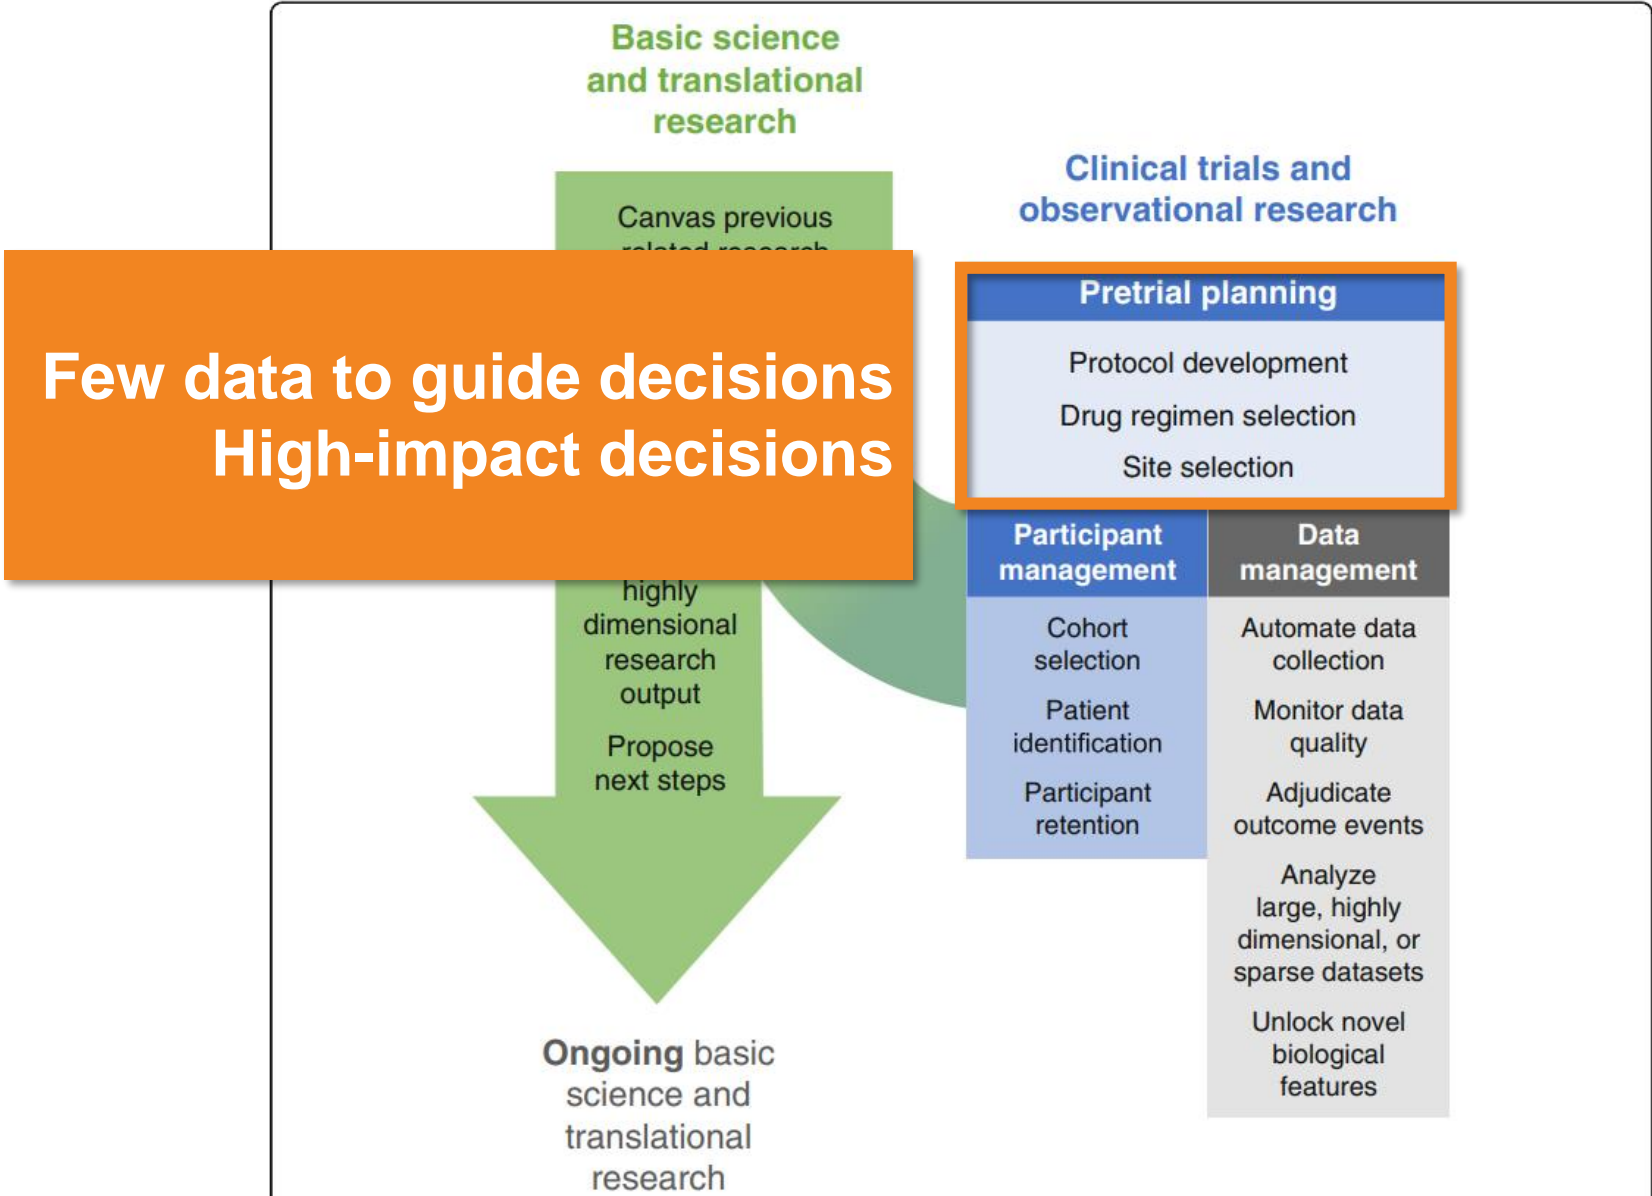 Basic science
and translational
research
Canvas previous
related research
Few data to guide decisions
High-impact decisions
highly
dimensional
research
output
Propose
next steps
Ongoing basic
science and
translational
research
Clinical trials and
observational research
Pretrial planning
Protocol development
Drug regimen selection
Site selection
Participant
management
Cohort
selection
Patient
identification
Participant
retention
Data
management
Automate data
collection
Monitor data
quality
Adjudicate
outcome events
Analyze
large, highly
dimensional, or
sparse datasets
Unlock novel
biological
features